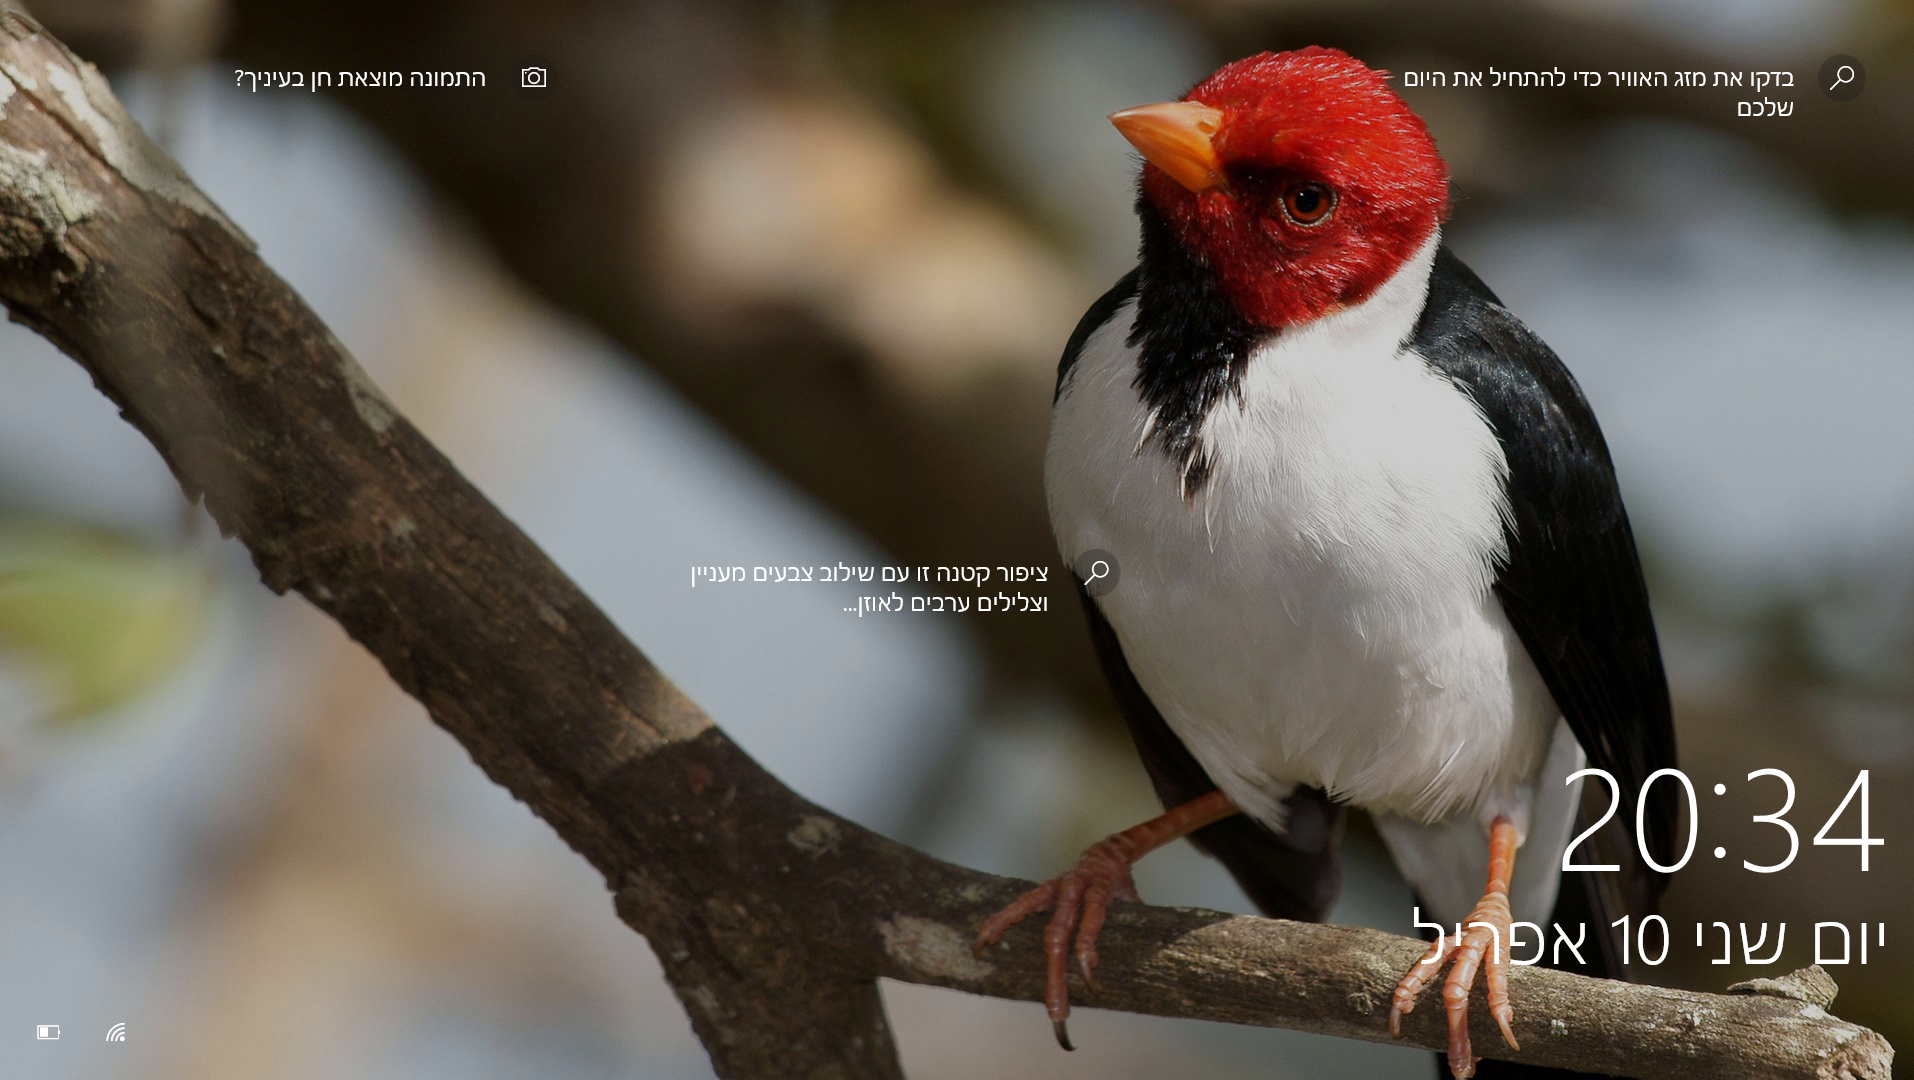 בדקו את מזג האוויר כדי להתחיל את היום
שלכם
התמונה מוצאת חן בעיניך?
ציפור קטנה זו עם שילוב צבעים מעניין
וצלילים ערבים לאוזן...
20:34
יום שני 10 אפריל